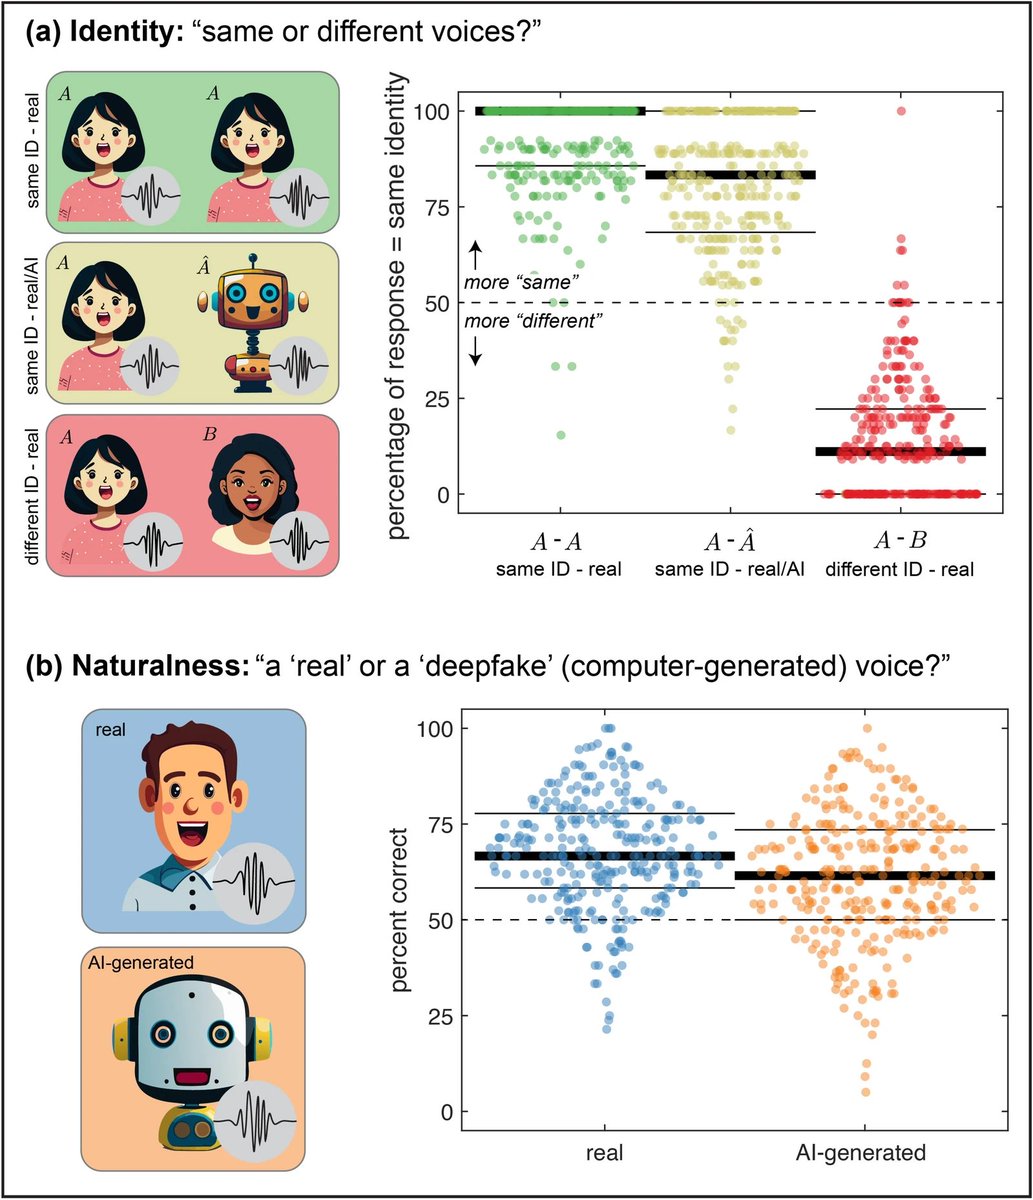 (a) Identity: “same or different voices?”
same ID - real
A
A
same ID - real/AI
A
Â
different ID - real
A
B
percentage of response = same identity
100
75
50
25
0
more “same”
more “different”
A - A
A - Â
A - B
same ID - real
same ID - real/AI
different ID - real
(b) Naturalness: “a ‘real’ or a ‘deepfake’ (computer-generated) voice?”
real
AI-generated
percent correct
100
75
50
25
0
real
AI-generated